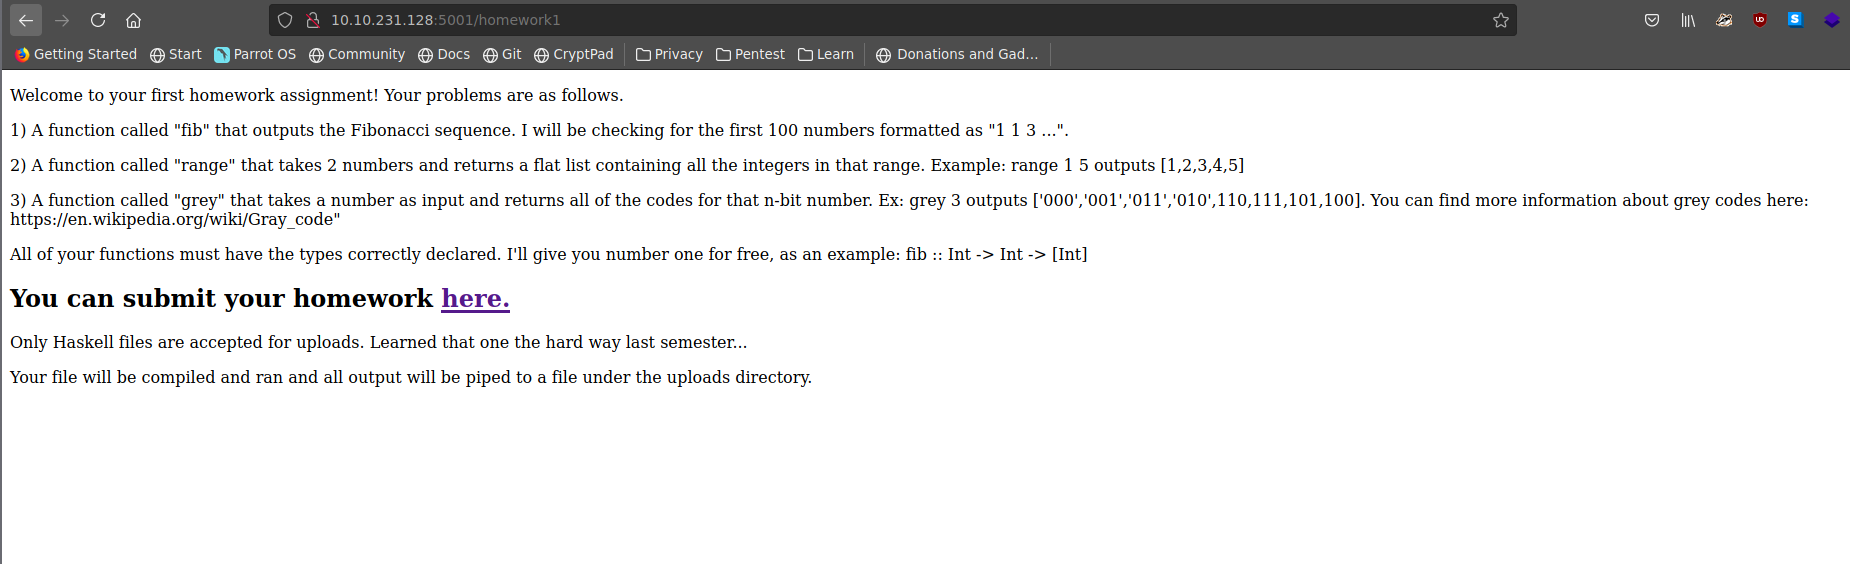 10.10.231.128:5001/homework1
Getting Started Start Parrot OS Community Docs Git CryptPad Privacy Pentest Learn Donations and Gad...
Welcome to your first homework assignment! Your problems are as follows.
1) A function called "fib" that outputs the Fibonacci sequence. I will be checking for the first 100 numbers formatted as "1 1 3 ...".
2) A function called "range" that takes 2 numbers and returns a flat list containing all the integers in that range. Example: range 1 5 outputs [1,2,3,4,5]
3) A function called "grey" that takes a number as input and returns all of the codes for that n-bit number. Ex: grey 3 outputs ['000','001','011','010',110,111,101,100]. You can find more information about grey codes here:
https://en.wikipedia.org/wiki/Gray_code"
All of your functions must have the types correctly declared. I'll give you number one for free, as an example: fib :: Int -> Int -> [Int]
You can submit your homework here.
Only Haskell files are accepted for uploads. Learned that one the hard way last semester...
Your file will be compiled and ran and all output will be piped to a file under the uploads directory.